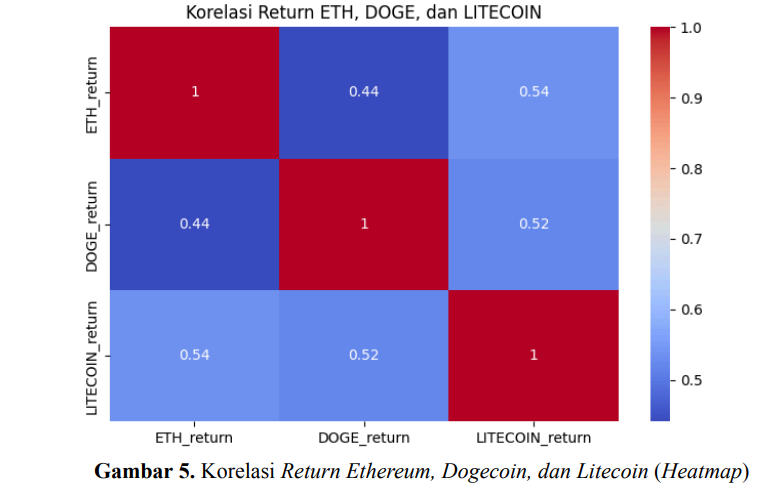 Korelasi Return ETH, DOGE, dan LITECOIN
ETH_return
1
0.44
0.54
DOGE_return
0.44
1
0.52
LITECOIN_return
0.54
0.52
1
ETH_return
DOGE_return
LITECOIN_return
1.0
0.9
0.8
0.7
0.6
0.5
Gambar 5. Korelasi Return Ethereum, Dogecoin, dan Litecoin (Heatmap)